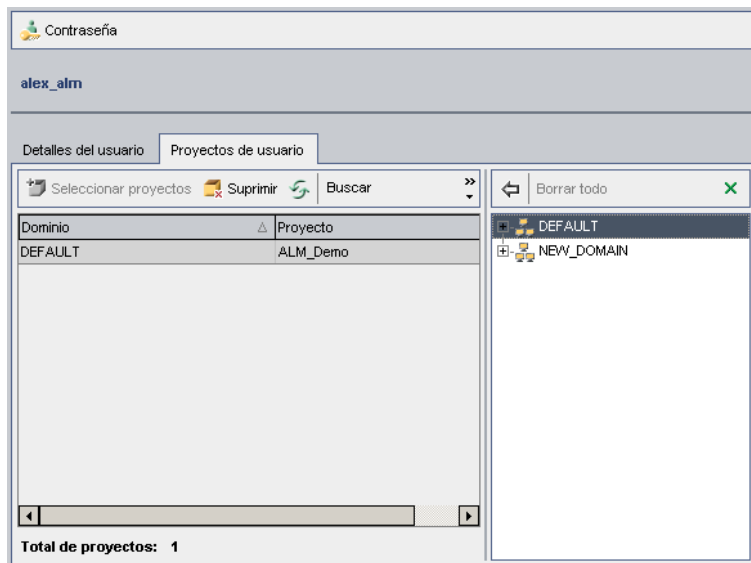 Contraseña
alex_alm
Detalles del usuario Proyectos de usuario
Seleccionar proyectos Suprimir Buscar » Borrar todo
Dominio Proyecto
DEFAULT ALM_Demo
DEFAULT
NEW_DOMAIN
Total de proyectos: 1